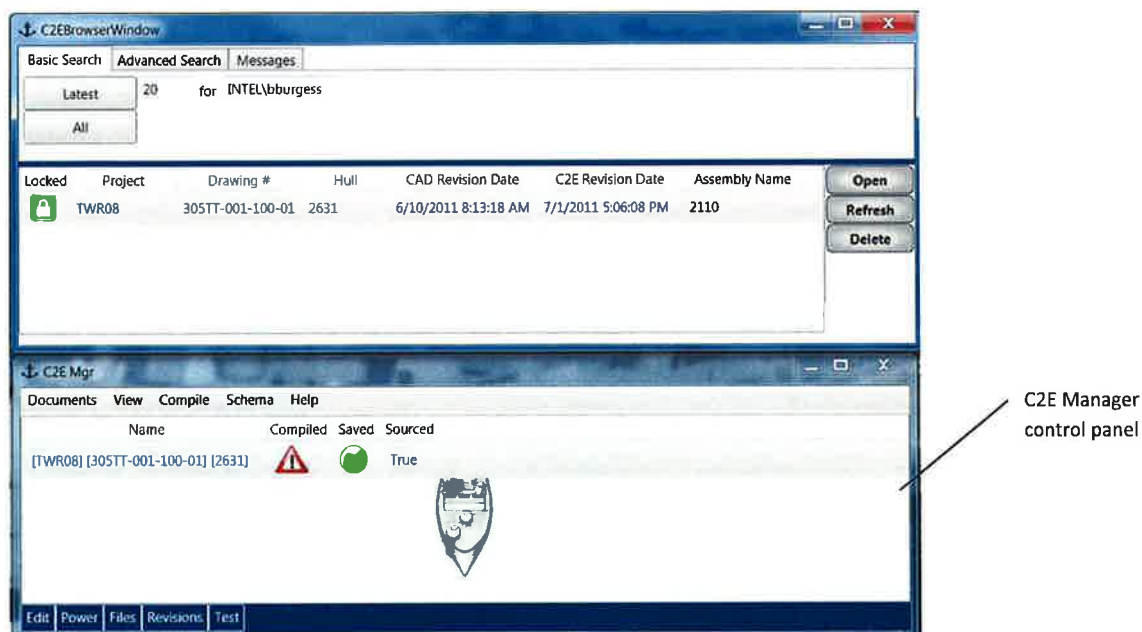 C2EBrowserWindow
Basic Search Advanced Search Messages
Latest 20 for INTEL\bburgess
All
Locked Project Drawing # Hull CAD Revision Date C2E Revision Date Assembly Name Open
TWR08 305TT-001-100-01 2631 6/10/2011 8:13:18 AM 7/1/2011 5:06:08 PM 2110 Refresh
Delete
C2E Mgr
Documents View Compile Schema Help
Name Compiled Saved Sourced
[TWR08] [305TT-001-100-01] [2631] True
Edit Power Files Revisions Test
C2E Manager
control panel